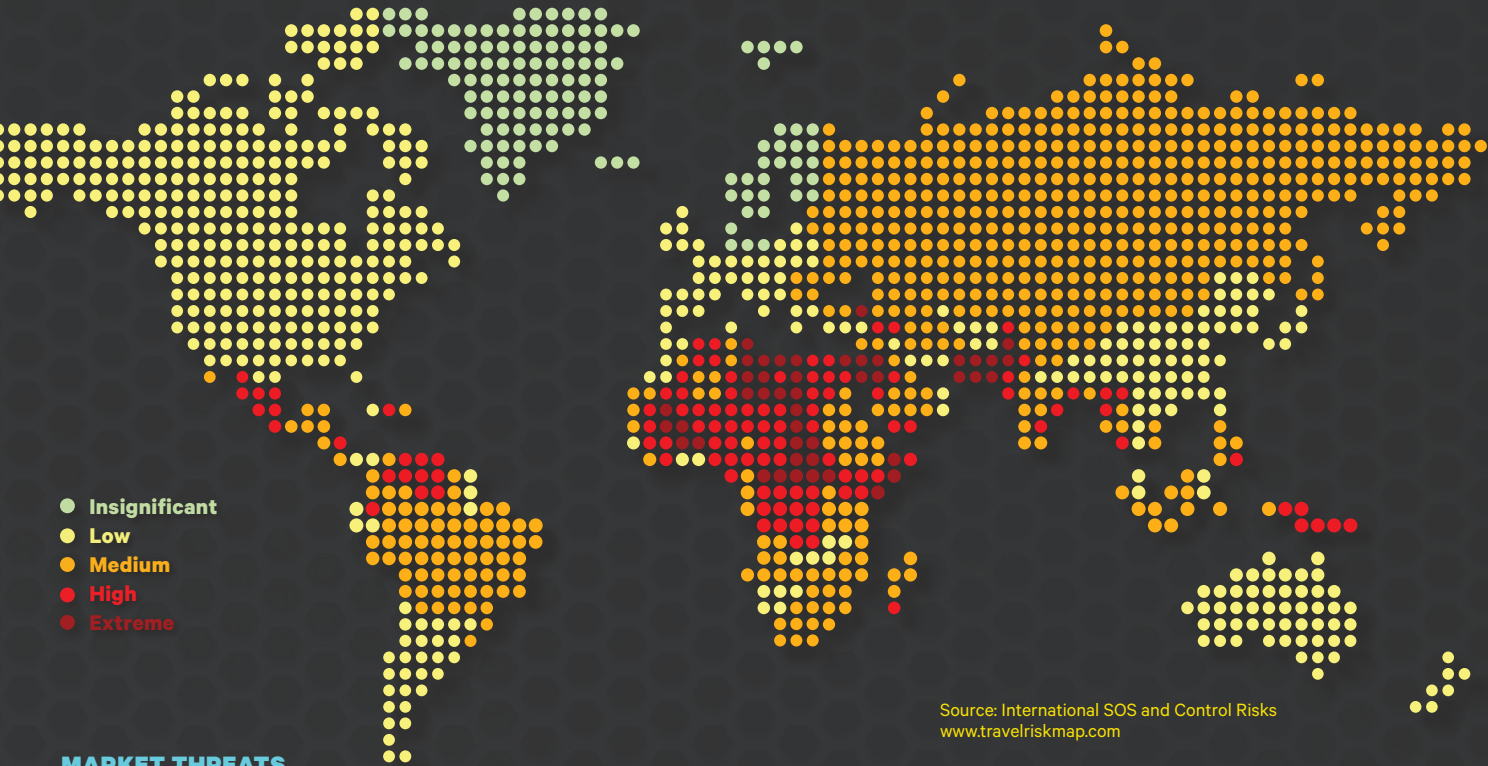 Insignificant
Low
Medium
High
Extreme
Source: International SOS and Control Risks
www.travelriskmap.com
MARKET THREATS